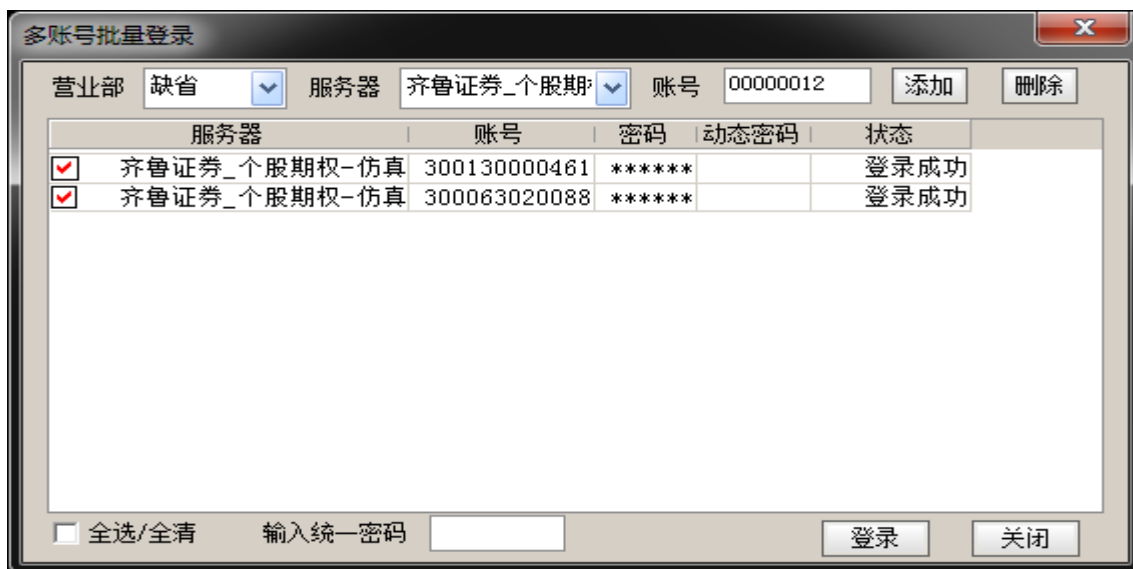 多账号批量登录
营业部 缺省 服务器 齐鲁证券_个股期 账号 00000012 添加 删除
服务器 账号 密码 动态密码 状态
齐鲁证券_个股期权-仿真 300130000461 ****** 登录成功
齐鲁证券_个股期权-仿真 300063020088 ****** 登录成功
全选/全清 输入统一密码 登录 关闭